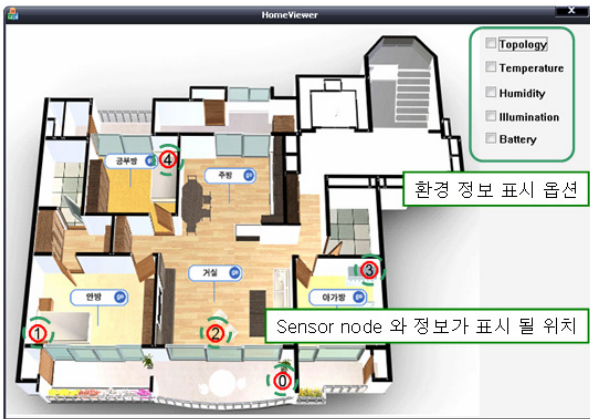 HomeViewer
x
Topology
Temperature
Humidity
Illumination
Battery
공부방
4
주방
환경 정보 표시 옵션
거실
3
안방
아가방
1
2
Sensor node 와 정보가 표시 될 위치
0